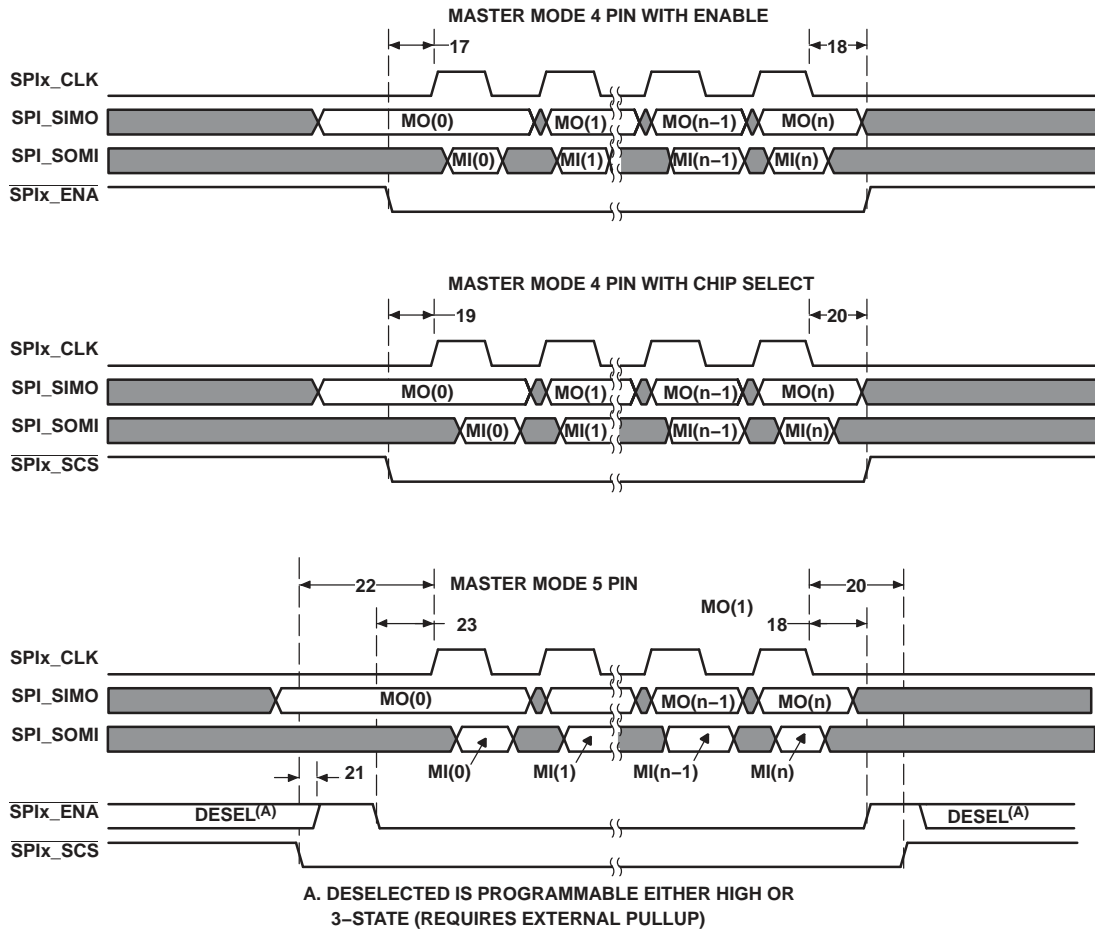 MASTER MODE 4 PIN WITH ENABLE
17
18
SPIx_CLK
SPI_SIMO
MO(0)
MO(1)
MO(n−1)
MO(n)
SPI_SOMI
MI(0)
MI(1)
MI(n−1)
MI(n)
SPIx_ENA
MASTER MODE 4 PIN WITH CHIP SELECT
19
20
SPIx_CLK
SPI_SIMO
MO(0)
MO(1)
MO(n−1)
MO(n)
SPI_SOMI
MI(0)
MI(1)
MI(n−1)
MI(n)
SPIx_SCS
22
MASTER MODE 5 PIN
20
MO(1)
23
18
SPIx_CLK
SPI_SIMO
MO(0)
MO(n−1)
MO(n)
SPI_SOMI
MI(0)
MI(1)
MI(n−1)
MI(n)
21
SPIx_ENA
DESEL(A)
DESEL(A)
SPIx_SCS
A. DESELECTED IS PROGRAMMABLE EITHER HIGH OR
3−STATE (REQUIRES EXTERNAL PULLUP)